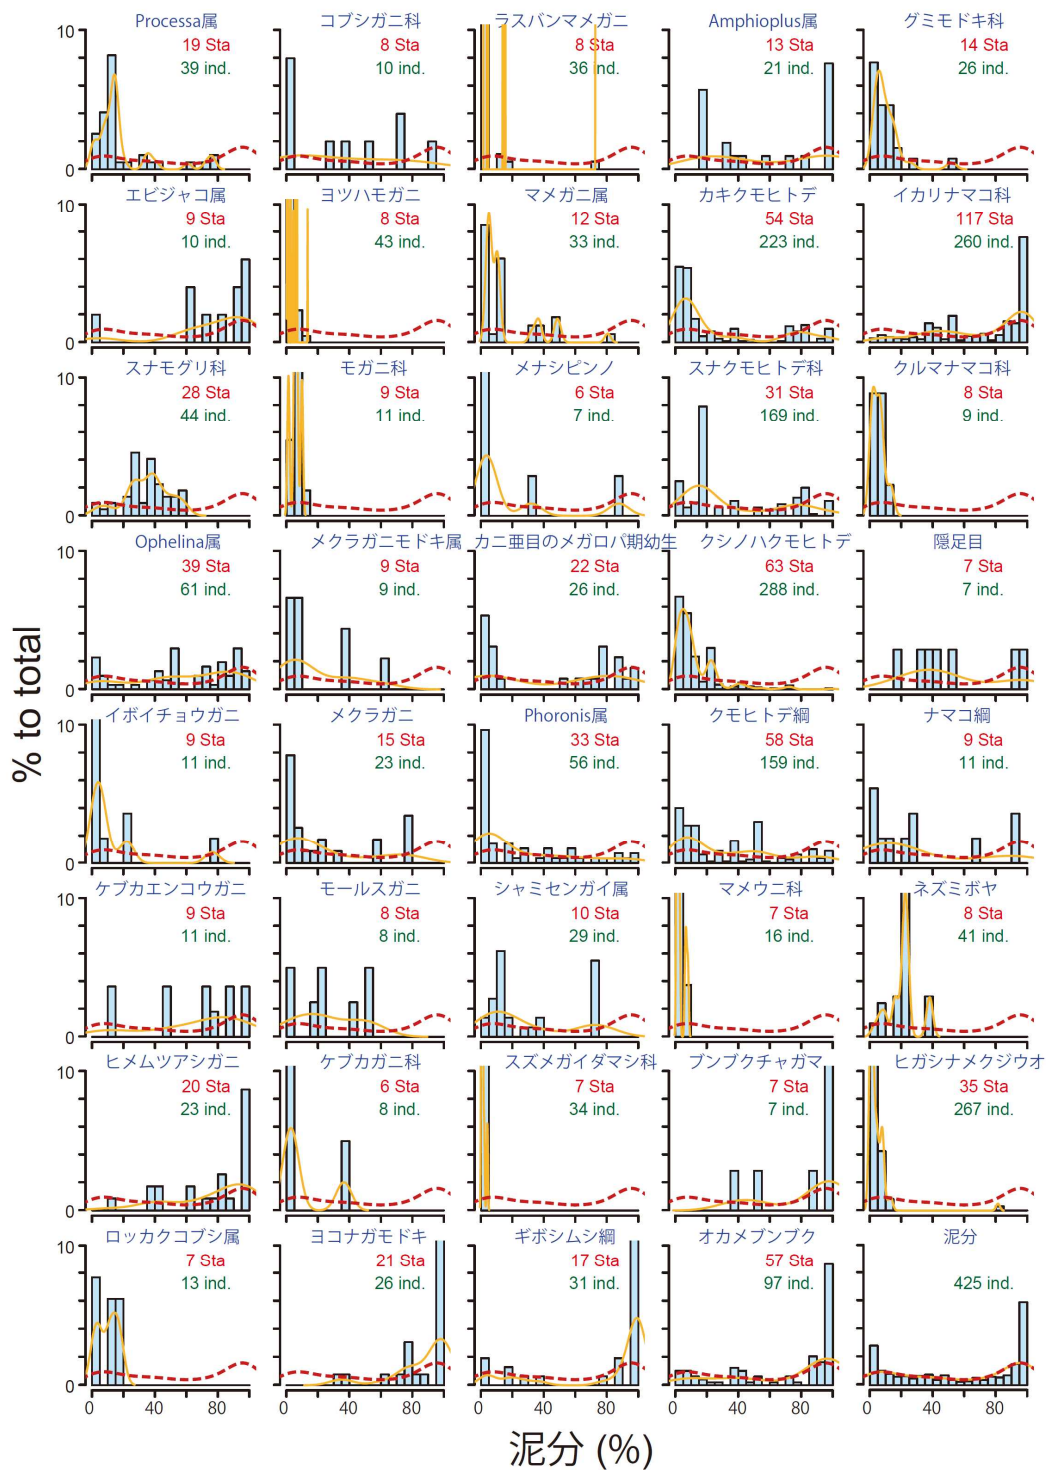 Processa属
コブシガニ科
ラスバンマメガニ
Amphioplus属
グミモドキ科
10
19 Sta
8 Sta
8 Sta
13 Sta
14 Sta
39 ind.
10 ind.
36 ind.
21 ind.
26 ind.
0
エビジャコ属
ヨツハモガニ
マメガニ属
カキクモヒトデ
イカリナマコ科
10
9 Sta
8 Sta
12 Sta
54 Sta
117 Sta
10 ind.
43 ind.
33 ind.
223 ind.
260 ind.
0
スナモグリ科
モガニ科
メナシピンノ
スナクモヒトデ科
クルマナマコ科
10
28 Sta
9 Sta
6 Sta
31 Sta
8 Sta
44 ind.
11 ind.
7 ind.
169 ind.
9 ind.
0
Ophelina属
メクラガニモドキ属
カニ亜目のメガロパ期幼生
クシノハクモヒトデ
隠足目
10
39 Sta
9 Sta
22 Sta
63 Sta
7 Sta
61 ind.
9 ind.
26 ind.
288 ind.
7 ind.
0
% to total
イボイチョウガニ
メクラガニ
Phoronis属
クモヒトデ綱
ナマコ綱
10
9 Sta
15 Sta
33 Sta
58 Sta
9 Sta
11 ind.
23 ind.
56 ind.
159 ind.
11 ind.
0
ケブカエンコウガニ
モールスガニ
シャミセンガイ属
マメウニ科
ネズミボヤ
10
9 Sta
8 Sta
10 Sta
7 Sta
8 Sta
11 ind.
8 ind.
29 ind.
16 ind.
41 ind.
0
ヒメムツアシガニ
ケブカガニ科
スズメガイダマシ科
ブンブクチャガマ
ヒガシナメクジウオ
10
20 Sta
6 Sta
7 Sta
7 Sta
35 Sta
23 ind.
8 ind.
34 ind.
7 ind.
267 ind.
0
ロッカクコブシ属
ヨコナガモドキ
ギボシムシ綱
オカメブンブク
泥分
10
7 Sta
21 Sta
17 Sta
57 Sta
13 ind.
26 ind.
31 ind.
97 ind.
425 ind.
0
0 80
0 80
0 80
0 80
0 80
泥分 (%)